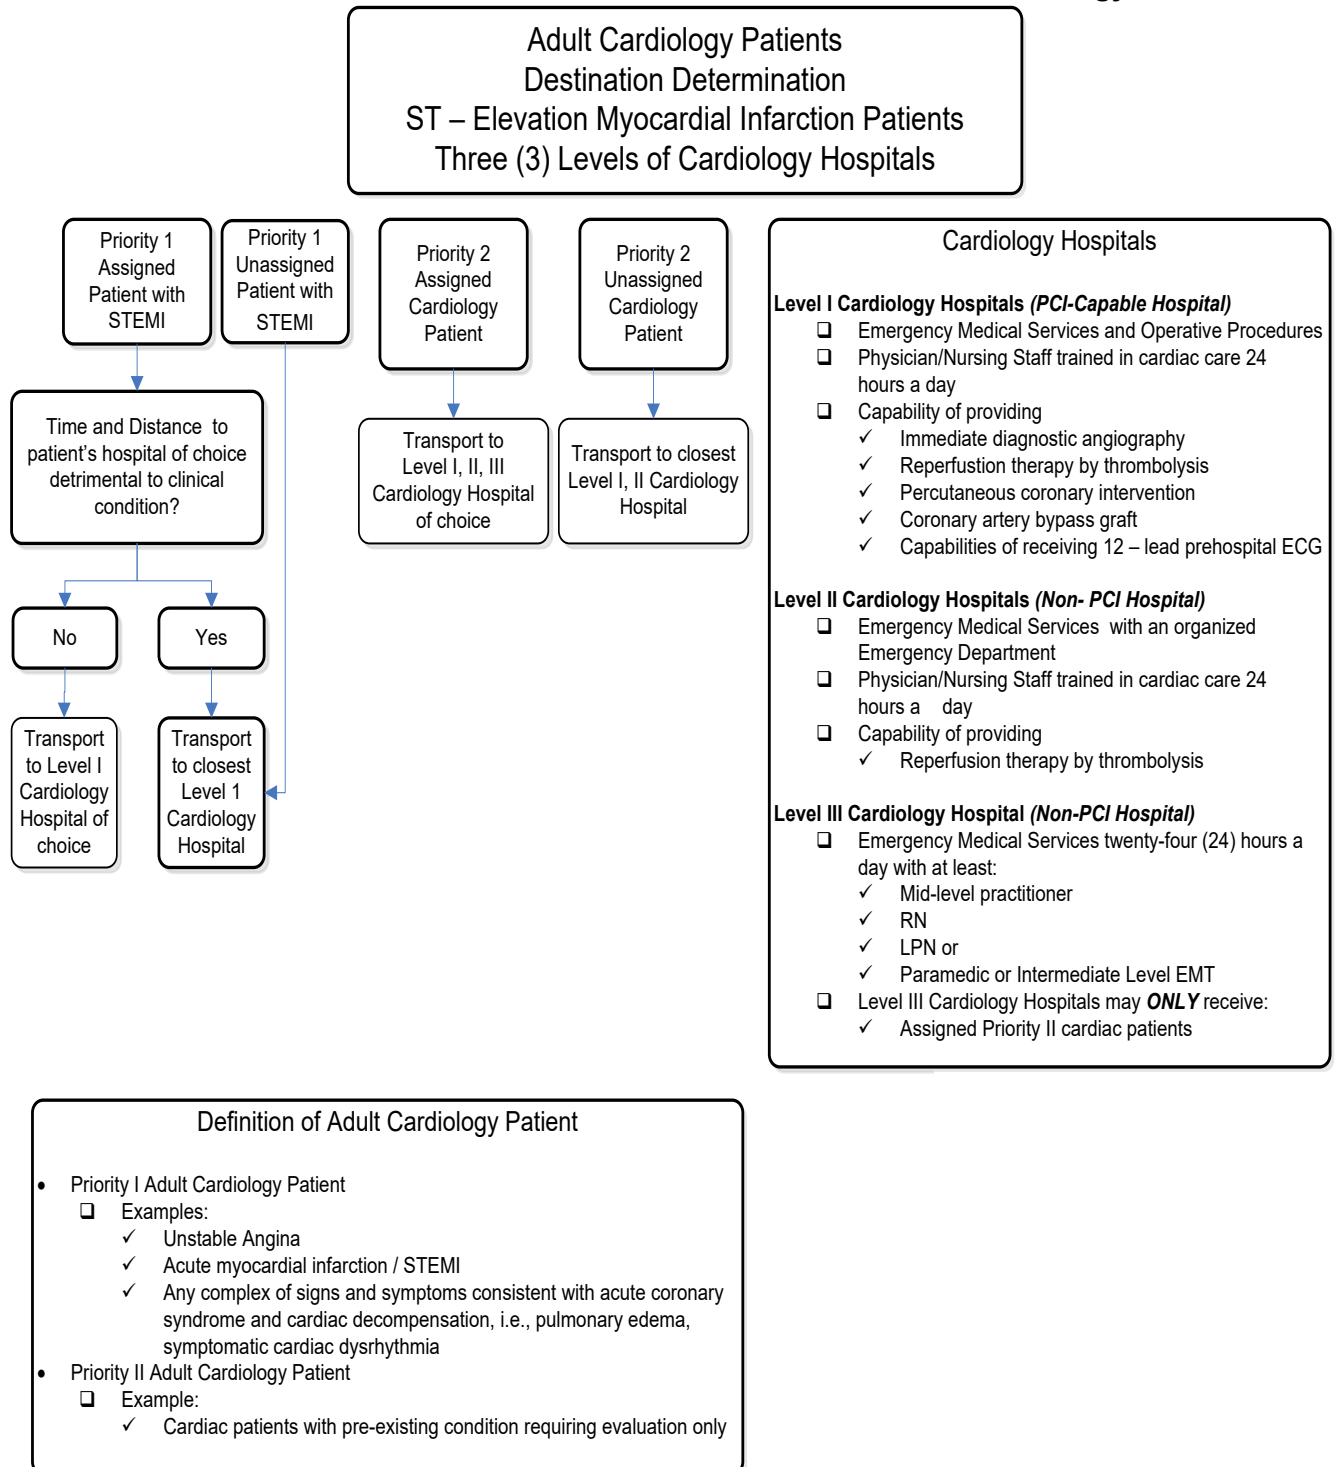 Adult Cardiology Patients
Destination Determination
ST – Elevation Myocardial Infarction Patients
Three (3) Levels of Cardiology Hospitals
Priority 1
Assigned
Patient with
STEMI
Priority 1
Unassigned
Patient with
STEMI
Priority 2
Assigned
Cardiology
Patient
Priority 2
Unassigned
Cardiology
Patient
Time and Distance to
patient's hospital of choice
detrimental to clinical
condition?
Transport to
Level I, II, III
Cardiology Hospital
of choice
Transport to closest
Level I, II Cardiology
Hospital
No
Yes
Transport
to Level I
Cardiology
Hospital of
choice
Transport
to closest
Level 1
Cardiology
Hospital
Cardiology Hospitals
Level I Cardiology Hospitals (PCI-Capable Hospital)
❑ Emergency Medical Services and Operative Procedures
❑ Physician/Nursing Staff trained in cardiac care 24
hours a day
❑ Capability of providing
✓ Immediate diagnostic angiography
✓ Reperfustion therapy by thrombolysis
✓ Percutaneous coronary intervention
✓ Coronary artery bypass graft
✓ Capabilities of receiving 12 – lead prehospital ECG
Level II Cardiology Hospitals (Non- PCI Hospital)
❑ Emergency Medical Services with an organized
Emergency Department
❑ Physician/Nursing Staff trained in cardiac care 24
hours a day
❑ Capability of providing
✓ Reperfusion therapy by thrombolysis
Level III Cardiology Hospital (Non-PCI Hospital)
❑ Emergency Medical Services twenty-four (24) hours a
day with at least:
✓ Mid-level practitioner
✓ RN
✓ LPN or
✓ Paramedic or Intermediate Level EMT
❑ Level III Cardiology Hospitals may ONLY receive:
✓ Assigned Priority II cardiac patients
Definition of Adult Cardiology Patient
• Priority I Adult Cardiology Patient
❑ Examples:
✓ Unstable Angina
✓ Acute myocardial infarction / STEMI
✓ Any complex of signs and symptoms consistent with acute coronary
syndrome and cardiac decompensation, i.e., pulmonary edema,
symptomatic cardiac dysrhythmia
• Priority II Adult Cardiology Patient
❑ Example:
✓ Cardiac patients with pre-existing condition requiring evaluation only